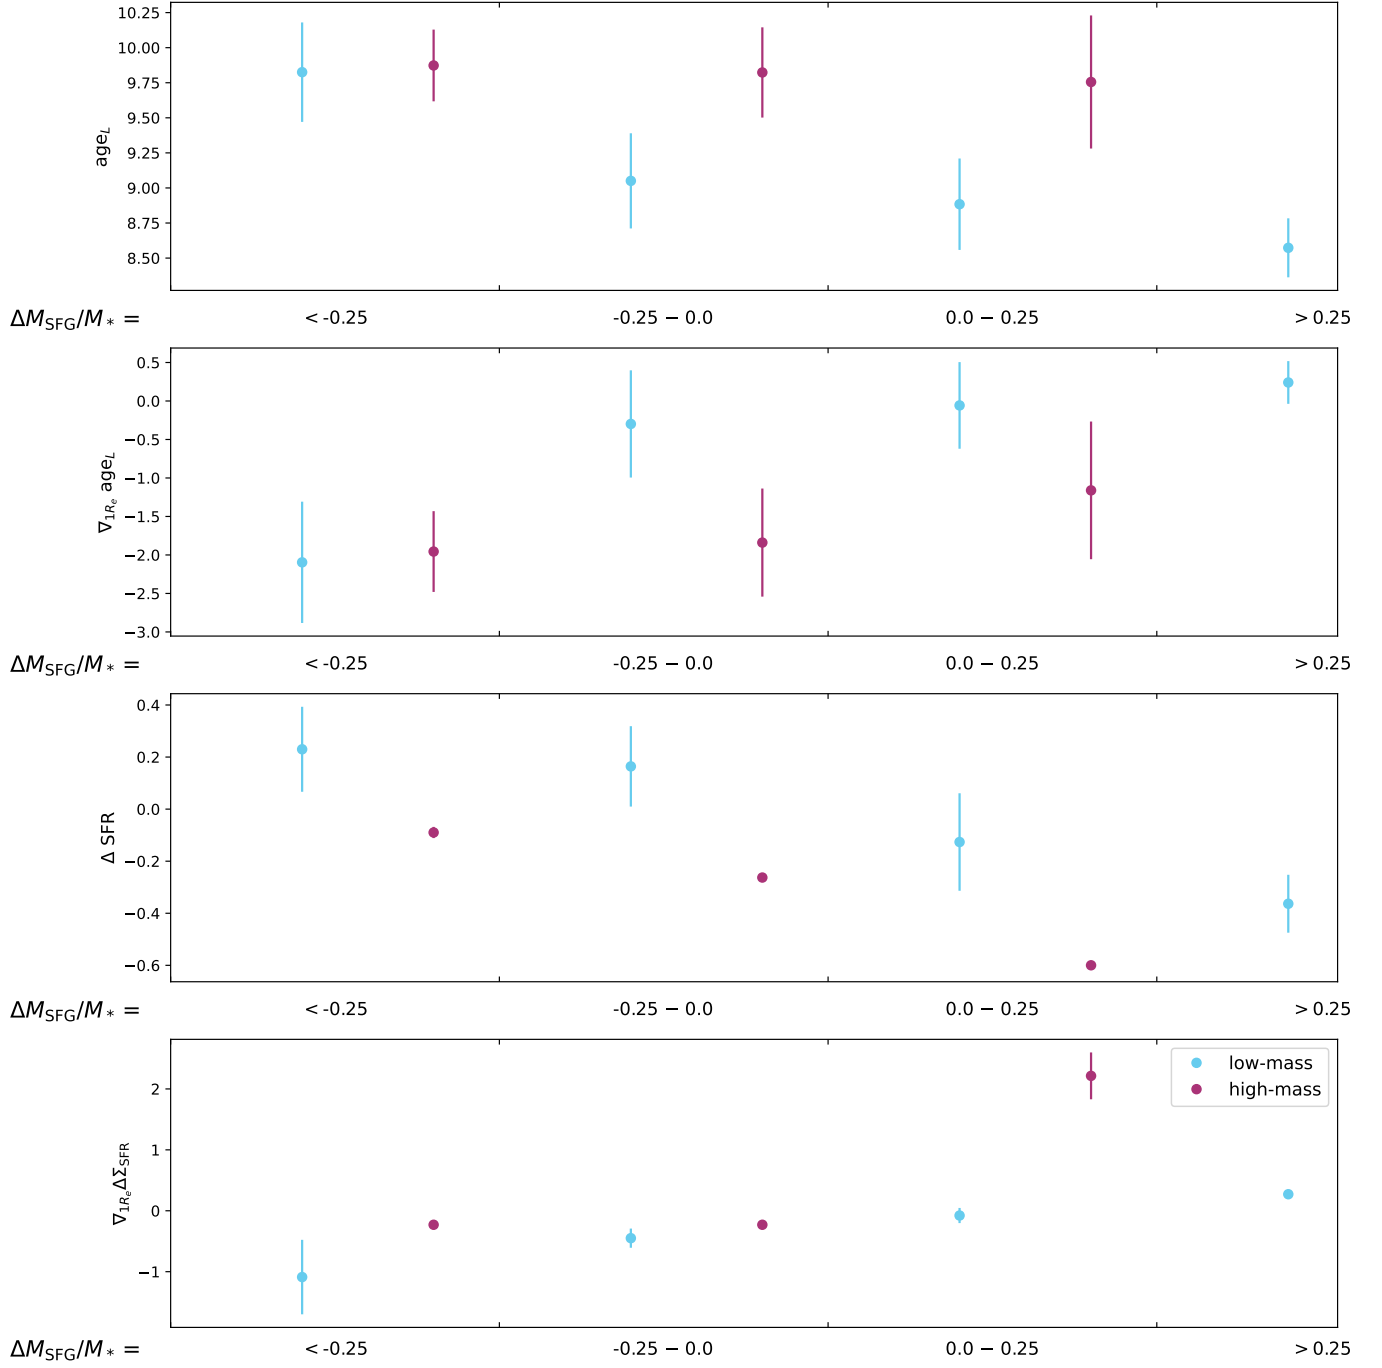 10.25
10.00
9.75
9.50
9.25
9.00
8.75
8.50
age_L
ΔM_SFG/M_* = < -0.25 -0.25 − 0.0 0.0 − 0.25 > 0.25
0.5
0.0
−0.5
−1.0
−1.5
−2.0
−2.5
−3.0
∇_{1R_e} age_L
ΔM_SFG/M_* = < -0.25 -0.25 − 0.0 0.0 − 0.25 > 0.25
0.4
0.2
0.0
−0.2
−0.4
−0.6
Δ SFR
ΔM_SFG/M_* = < -0.25 -0.25 − 0.0 0.0 − 0.25 > 0.25
2
1
0
−1
∇_{1R_e}ΔΣ_SFR
low-mass
high-mass
ΔM_SFG/M_* = < -0.25 -0.25 − 0.0 0.0 − 0.25 > 0.25